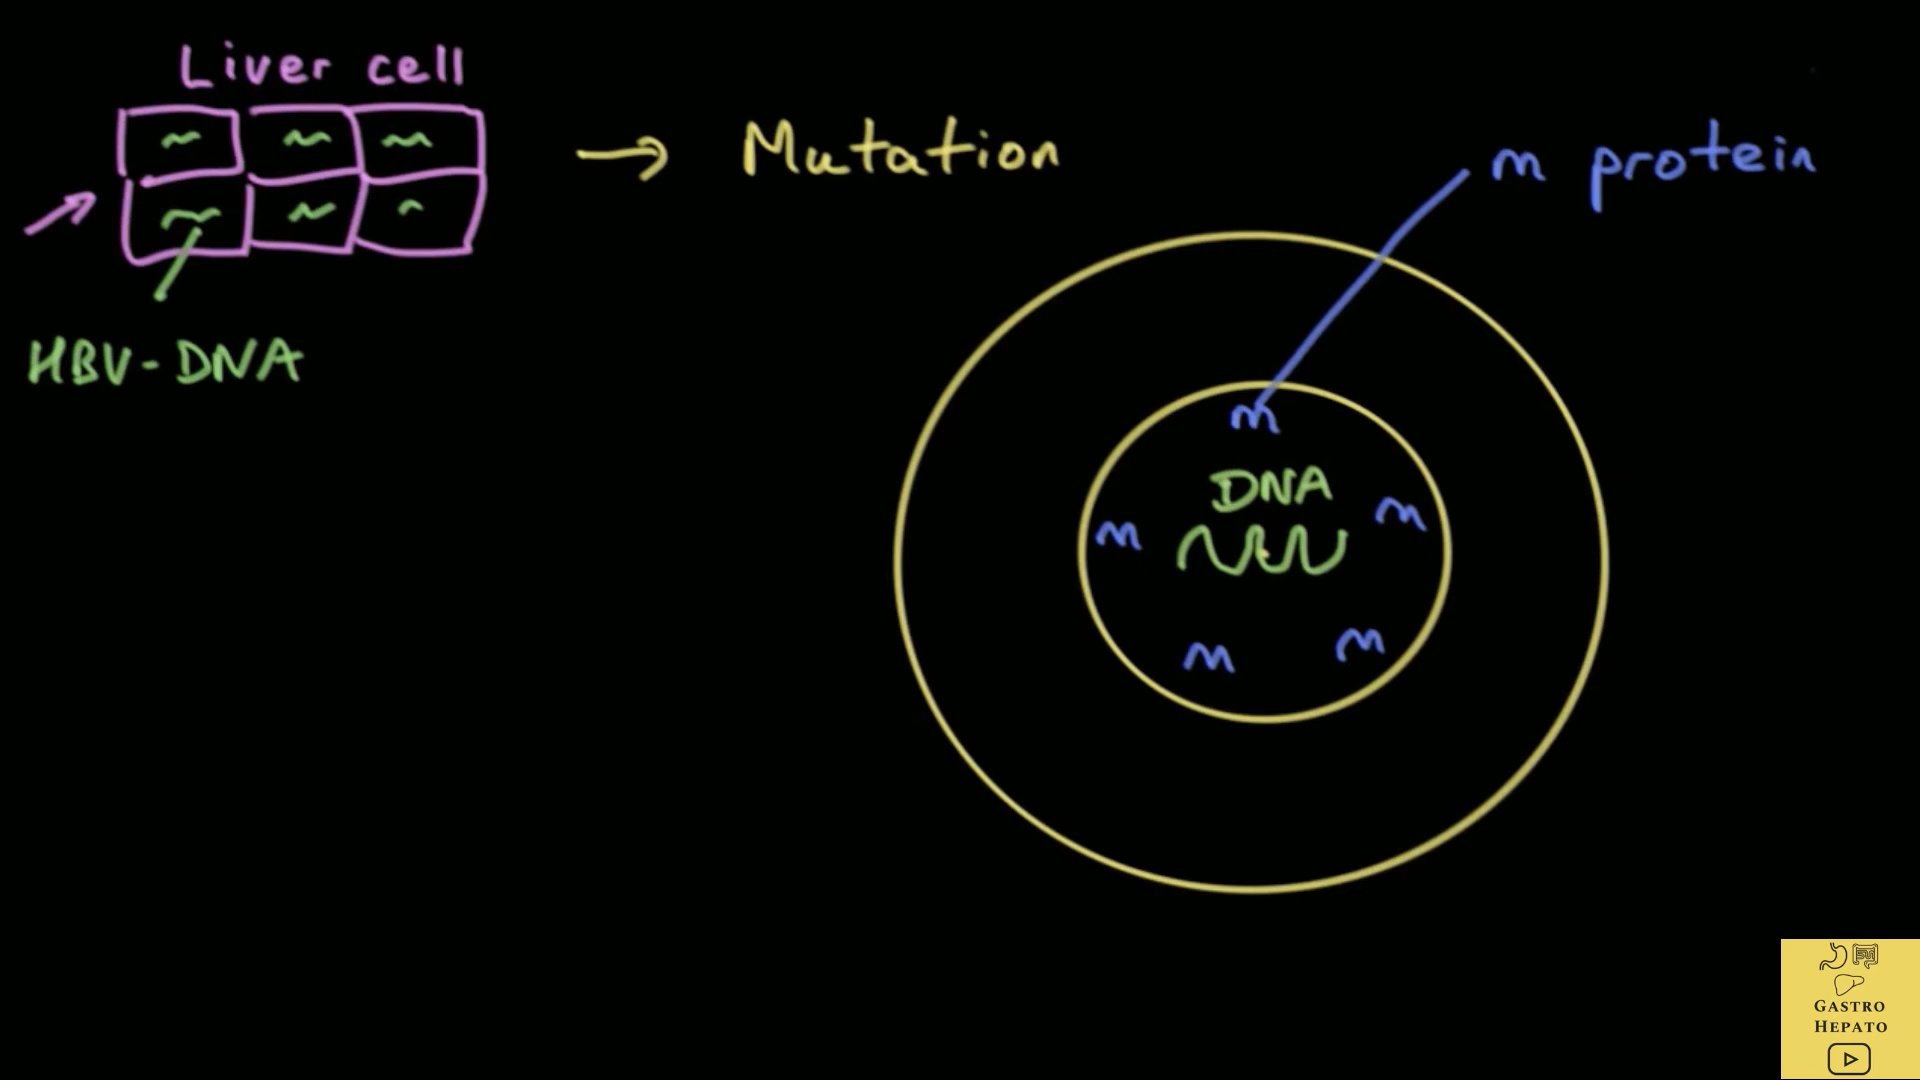 Liver cell
Mutation
m protein
HBV-DNA
m
DNA
m
m
m
m
GASTRO
HEPATO